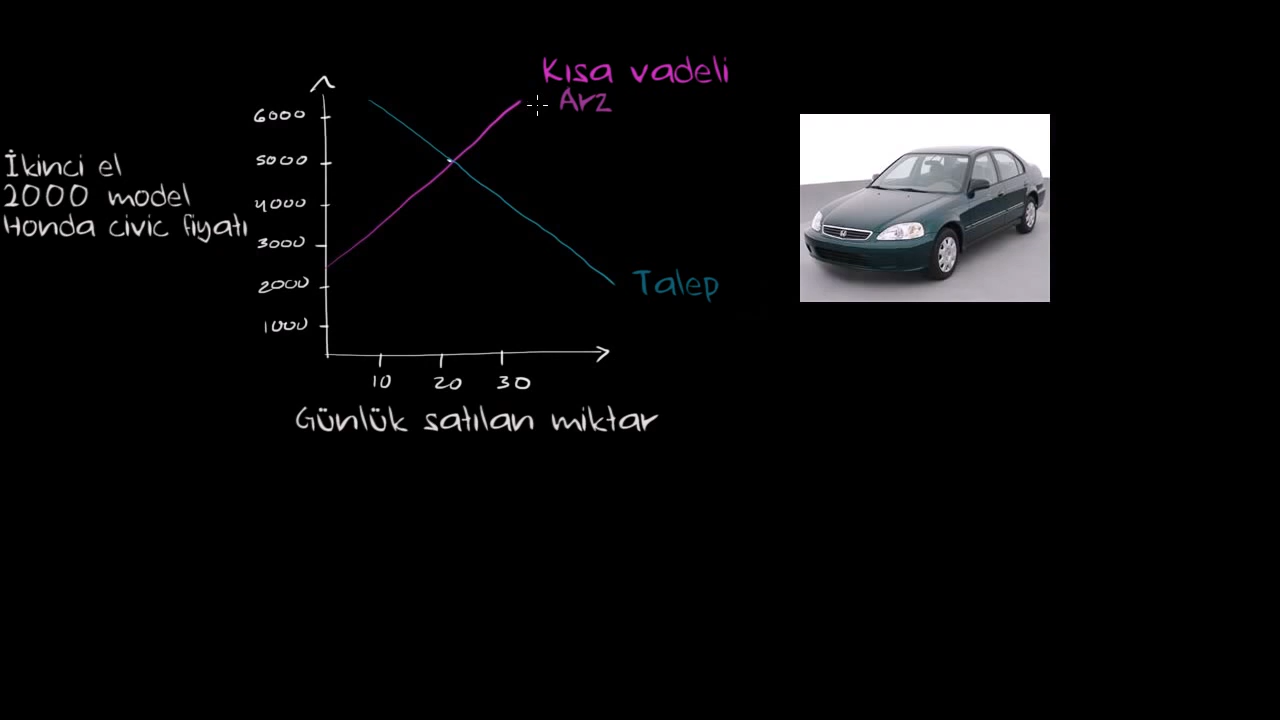 Kısa vadeli
Arz
6000
5000
4000
3000
2000
1000
İkinci el
2000 model
Honda civic fiyatı
Talep
10 20 30
Günlük satılan miktar